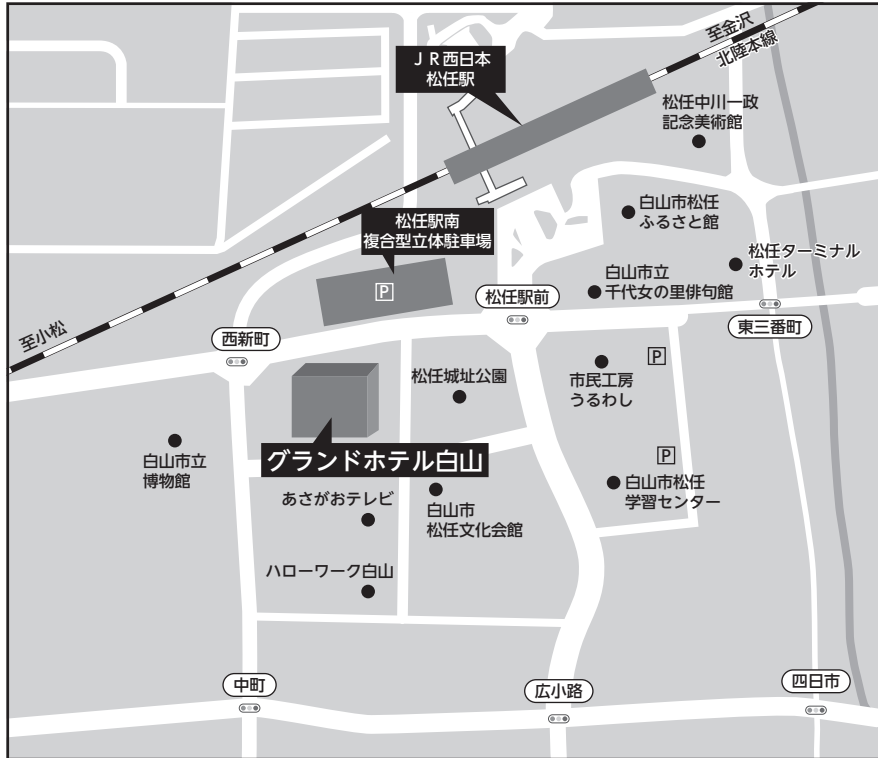 至金沢
北陸本線
JR西日本
松任駅
松任中川一政
記念美術館
白山市松任
ふるさと館
松任駅南
複合型立体駐車場
松任ターミナル
ホテル
白山市立
千代女の里俳句館
P
松任駅前
東三番町
至小松
西新町
P
松任城址公園
市民工房
うるわし
グランドホテル白山
P
白山市立
博物館
白山市松任
学習センター
あさがおテレビ
白山市
松任文化会館
ハローワーク白山
中町
広小路
四日市